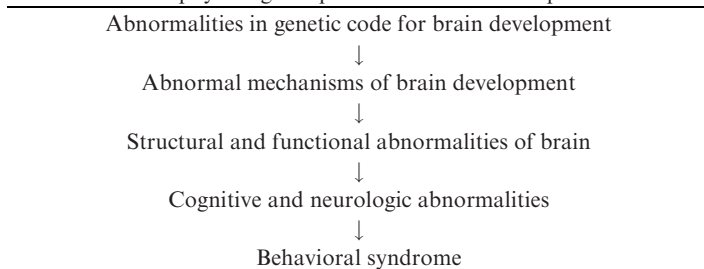 Abnormalities in genetic code for brain development
↓
Abnormal mechanisms of brain development
↓
Structural and functional abnormalities of brain
↓
Cognitive and neurologic abnormalities
↓
Behavioral syndrome